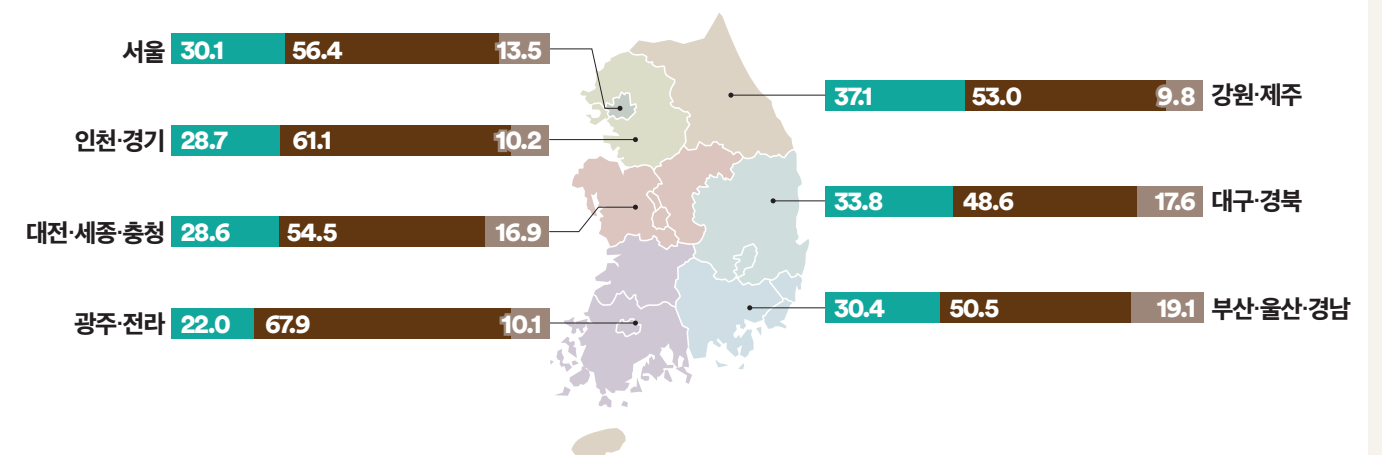 서울 30.1 56.4 13.5
인천·경기 28.7 61.1 10.2
대전·세종·충청 28.6 54.5 16.9
광주·전라 22.0 67.9 10.1
37.1 53.0 9.8 강원·제주
33.8 48.6 17.6 대구·경북
30.4 50.5 19.1 부산·울산·경남